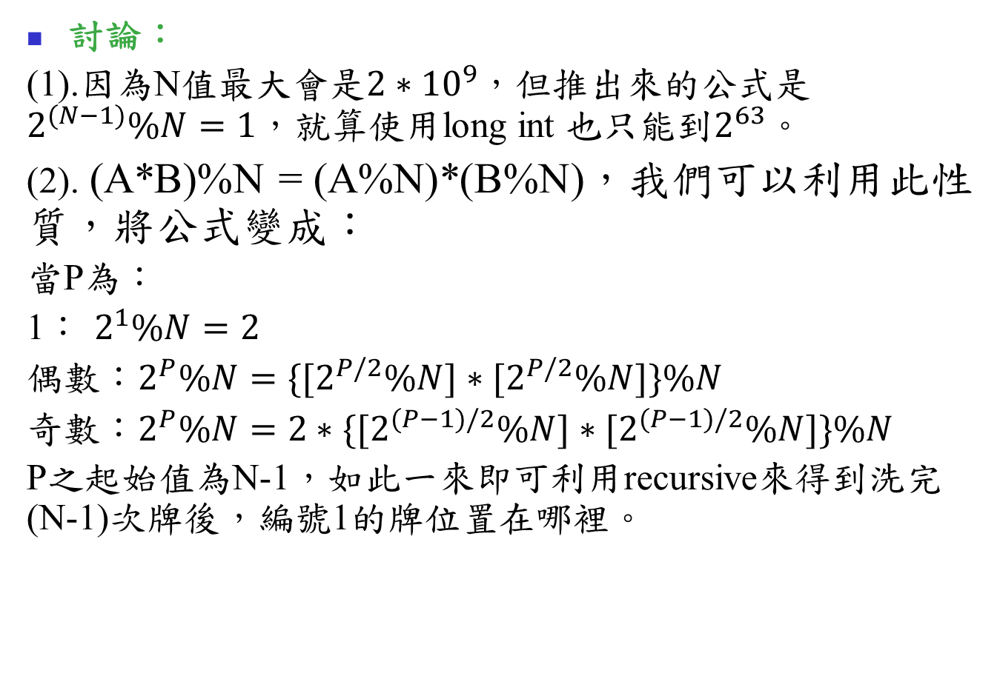 ■ 討論：
(1).因為N值最大會是2 ∗ 10⁹，但推出來的公式是
2^(N−1)%N = 1，就算使用long int 也只能到2⁶³。
(2). (A*B)%N = (A%N)*(B%N)，我們可以利用此性
質，將公式變成：
當P為：
1： 2¹%N = 2
偶數：2^P%N = {[2^P/2%N] ∗ [2^P/2%N]}%N
奇數：2^P%N = 2 ∗ {[2^(P−1)/2%N] ∗ [2^(P−1)/2%N]}%N
P之起始值為N-1，如此一來即可利用recursive來得到洗完
(N-1)次牌後，編號1的牌位置在哪裡。